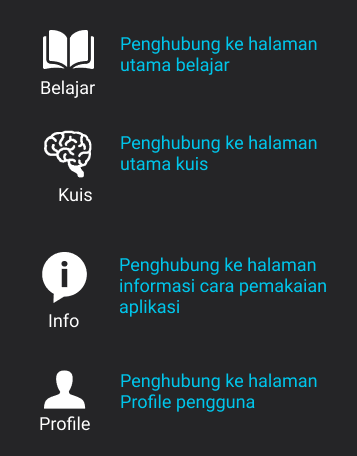 Penghubung ke halaman
utama belajar
Belajar
Penghubung ke halaman
utama kuis
Kuis
Penghubung ke halaman
informasi cara pemakaian
aplikasi
Info
Penghubung ke halaman
Profile pengguna
Profile